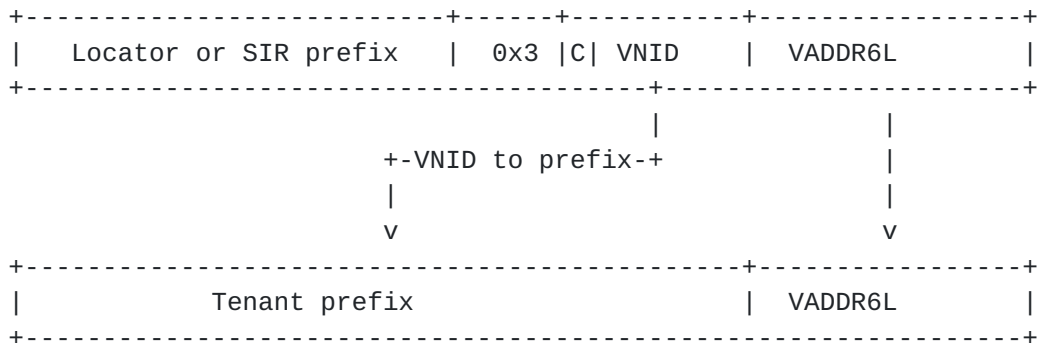 +---------------------------+------+-----------+-----------------+
|   Locator or SIR prefix   |  0x3 |C| VNID    |  VADDR6L        |
+----------------------------------------+-----------------------+
                                         |              |
                        +-VNID to prefix-+              |
                        |                               |
                        v                               v
+----------------------------------------------+-----------------+
|            Tenant prefix                     |  VADDR6L        |
+----------------------------------------------------------------+